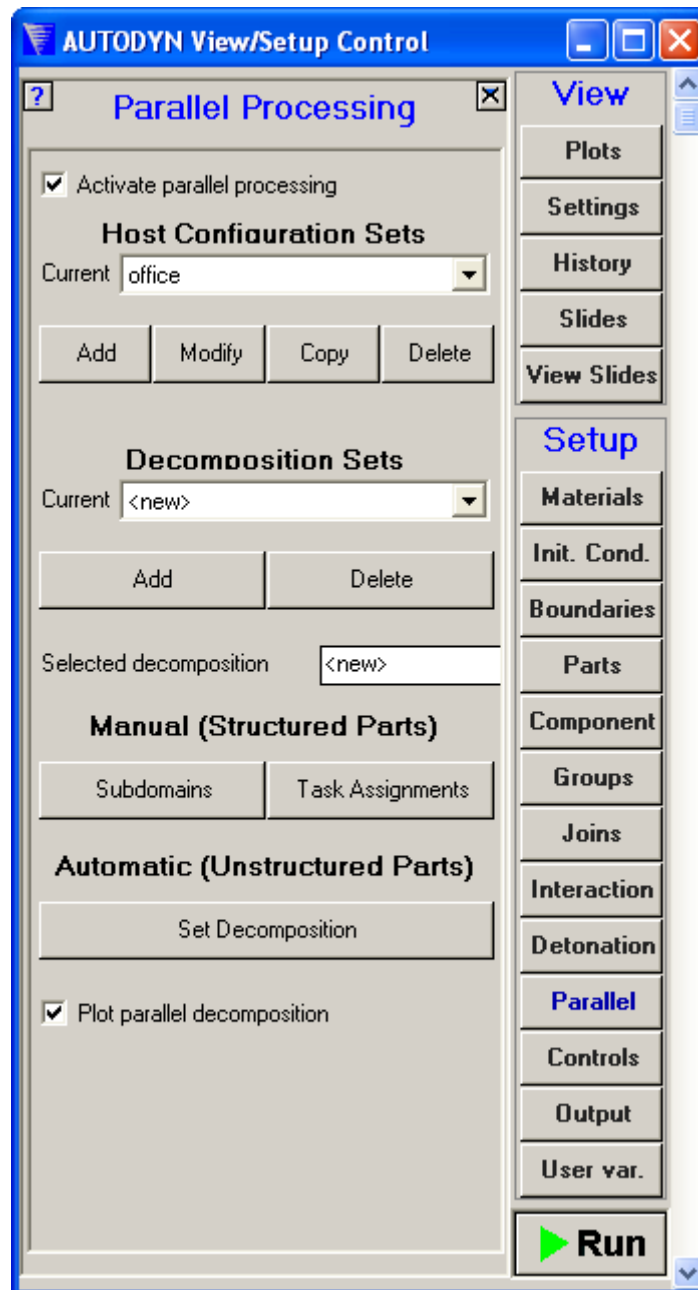 AUTODYN View/Setup Control
?
Parallel Processing
Activate parallel processing
Host Configuration Sets
Current office
Add Modify Copy Delete
Decomposition Sets
Current <new>
Add Delete
Selected decomposition <new>
Manual (Structured Parts)
Subdomains Task Assignments
Automatic (Unstructured Parts)
Set Decomposition
Plot parallel decomposition
View
Plots
Settings
History
Slides
View Slides
Setup
Materials
Init. Cond.
Boundaries
Parts
Component
Groups
Joins
Interaction
Detonation
Parallel
Controls
Output
User var.
Run